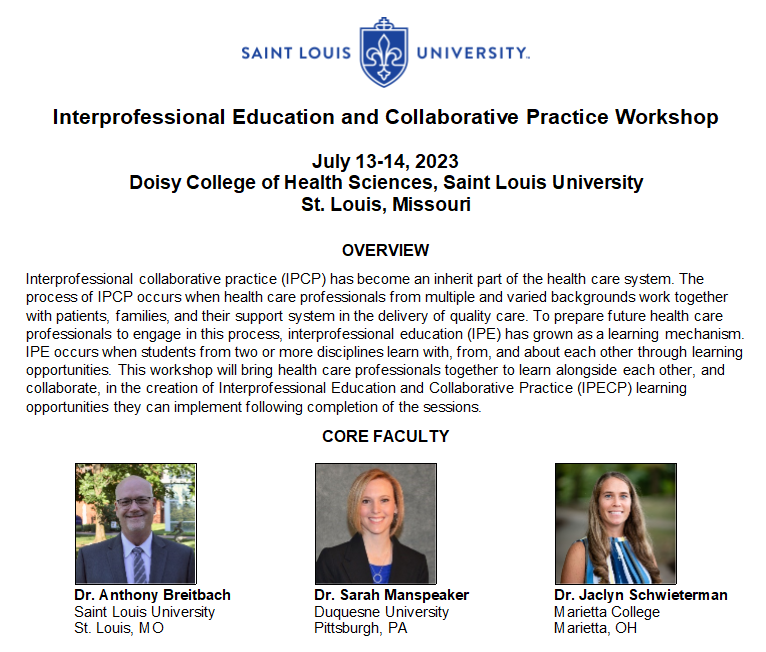 SAINT LOUIS UNIVERSITY™
Interprofessional Education and Collaborative Practice Workshop
July 13-14, 2023
Doisy College of Health Sciences, Saint Louis University
St. Louis, Missouri
OVERVIEW
Interprofessional collaborative practice (IPCP) has become an inherit part of the health care system. The
process of IPCP occurs when health care professionals from multiple and varied backgrounds work together
with patients, families, and their support system in the delivery of quality care. To prepare future health care
professionals to engage in this process, interprofessional education (IPE) has grown as a learning mechanism.
IPE occurs when students from two or more disciplines learn with, from, and about each other through learning
opportunities. This workshop will bring health care professionals together to learn alongside each other, and
collaborate, in the creation of Interprofessional Education and Collaborative Practice (IPECP) learning
opportunities they can implement following completion of the sessions.
CORE FACULTY
Dr. Anthony Breitbach
Saint Louis University
St. Louis, MO
Dr. Sarah Manspeaker
Duquesne University
Pittsburgh, PA
Dr. Jaclyn Schwieterman
Marietta College
Marietta, OH